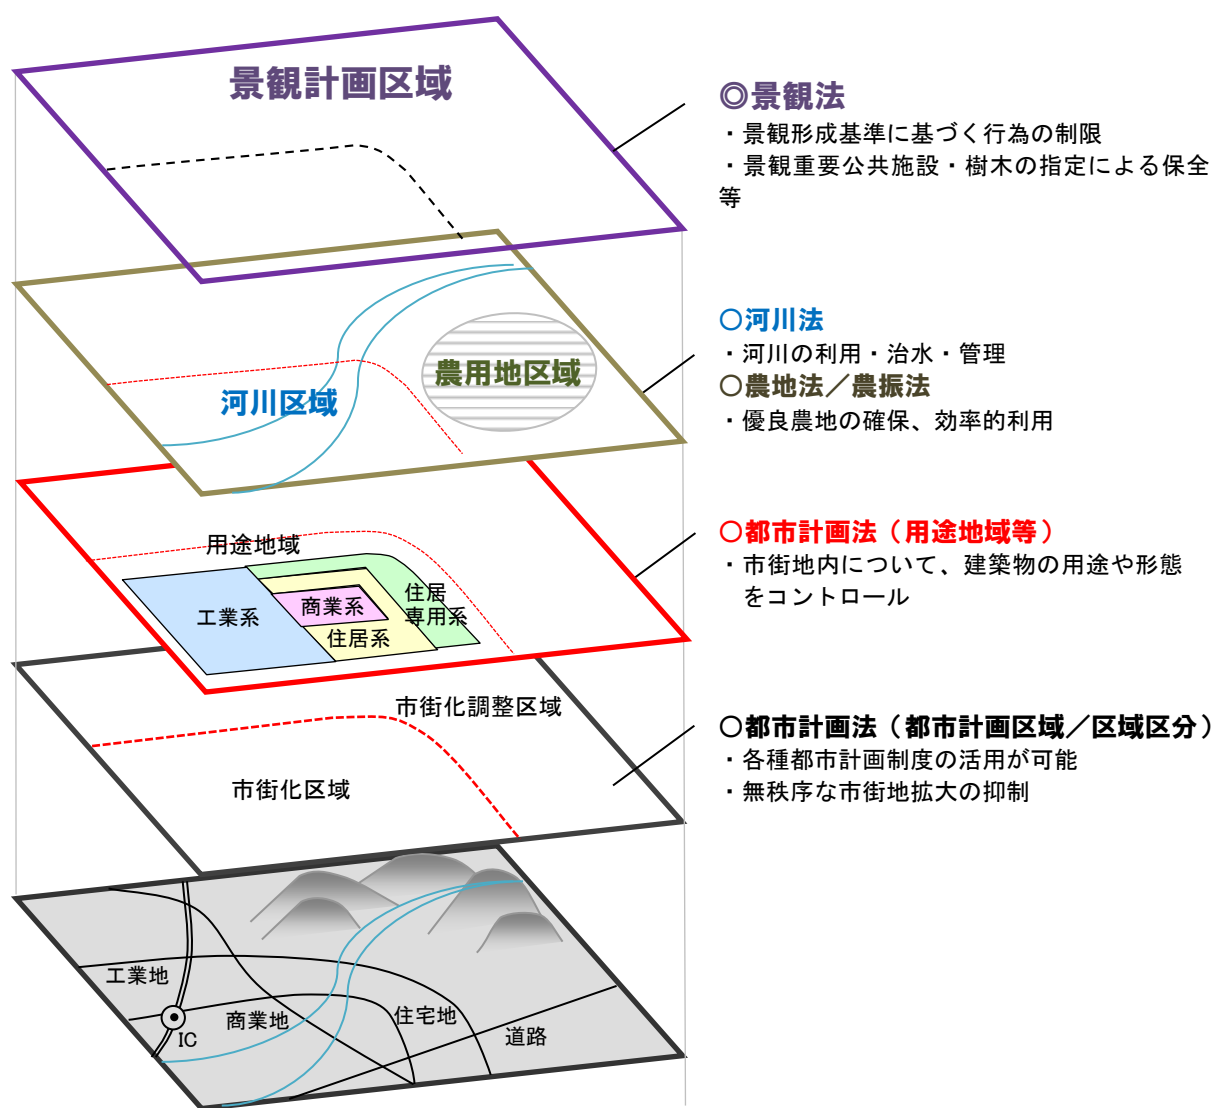 景観計画区域
◎景観法
・景観形成基準に基づく行為の制限
・景観重要公共施設・樹木の指定による保全
等
農用地区域
河川区域
○河川法
・河川の利用・治水・管理
○農地法／農振法
・優良農地の確保、効率的利用
用途地域
工業系
商業系
住居系
住居
専用系
○都市計画法（用途地域等）
・市街地内について、建築物の用途や形態
をコントロール
市街化調整区域
市街化区域
○都市計画法（都市計画区域／区域区分）
・各種都市計画制度の活用が可能
・無秩序な市街地拡大の抑制
工業地
IC
商業地
住宅地
道路